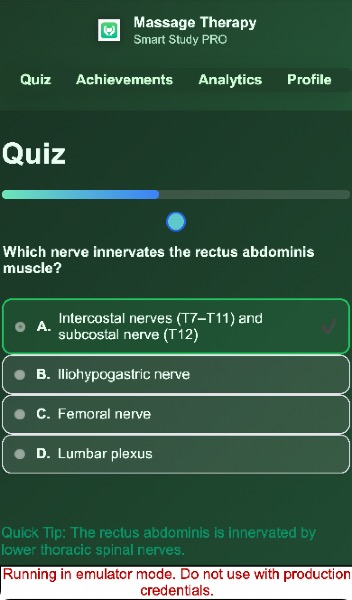 Massage Therapy
Smart Study PRO
Quiz Achievements Analytics Profile
Quiz
Which nerve innervates the rectus abdominis
muscle?
A. Intercostal nerves (T7–T11) and
subcostal nerve (T12)
B. Iliohypogastric nerve
C. Femoral nerve
D. Lumbar plexus
Quick Tip: The rectus abdominis is innervated by
lower thoracic spinal nerves.
Running in emulator mode. Do not use with production
credentials.